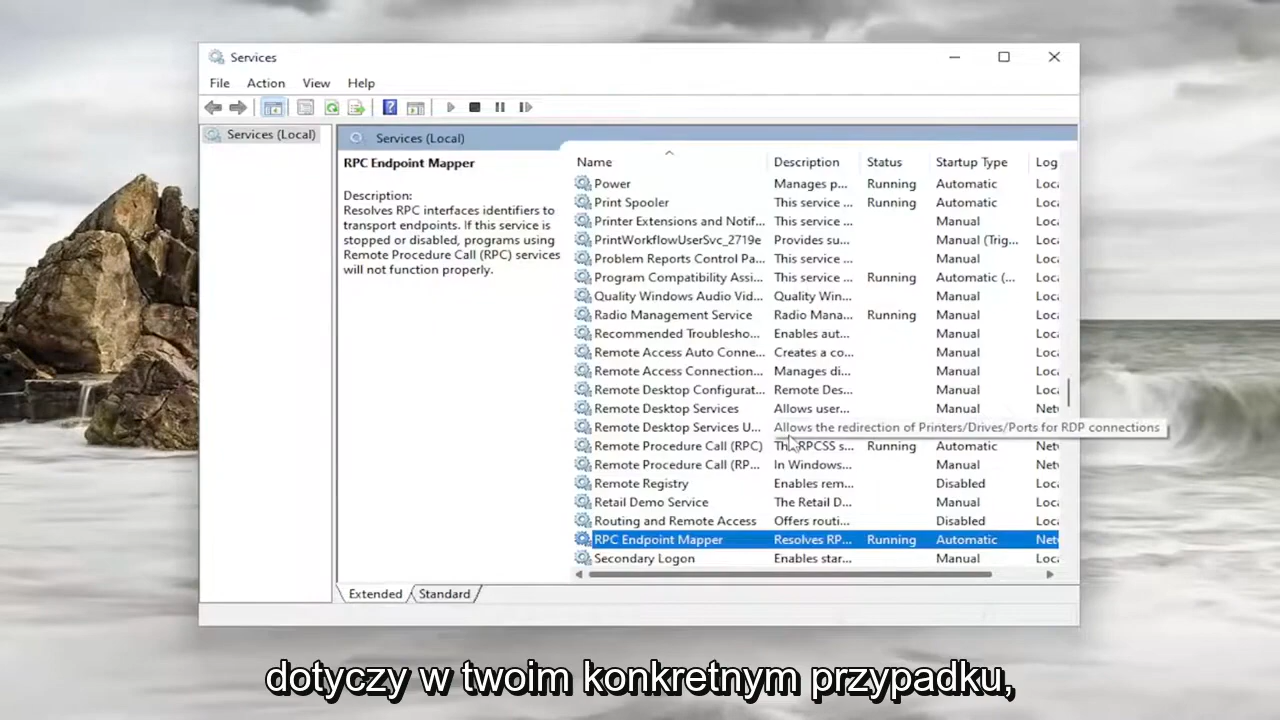 Services
File Action View Help
Services (Local)
Services (Local)
RPC Endpoint Mapper
Description:
Resolves RPC interfaces identifiers to
transport endpoints. If this service is
stopped or disabled, programs using
Remote Procedure Call (RPC) services
will not function properly.
Name Description Status Startup Type Log
Power Manages p... Running Automatic Loca
Print Spooler This service ... Running Automatic Loca
Printer Extensions and Notif... This service ... Manual Loca
PrintWorkflowUserSvc_2719e Provides su... Manual (Trig... Loca
Problem Reports Control Pa... This service ... Manual Loca
Program Compatibility Assi... This service ... Running Automatic (... Loca
Quality Windows Audio Vid... Quality Win... Manual Loca
Radio Management Service Radio Mana... Running Manual Loca
Recommended Troublesho... Enables aut... Manual Loca
Remote Access Auto Conne... Creates a co... Manual Loca
Remote Access Connection... Manages di... Manual Loca
Remote Desktop Configurat... Remote Des... Manual Loca
Remote Desktop Services Allows user... Manual Net
Remote Desktop Services U... Allows the redirection of Printers/Drives/Ports for RDP connections
Remote Procedure Call (RPC) The RPCSS s... Running Automatic Net
Remote Procedure Call (RP... In Windows... Manual Net
Remote Registry Enables rem... Disabled Loca
Retail Demo Service The Retail D... Manual Loca
Routing and Remote Access Offers routi... Disabled Loca
RPC Endpoint Mapper Resolves RP... Running Automatic Net
Secondary Logon Enables star... Manual Loca
Extended Standard
dotyczy w twoim konkretnym przypadku,